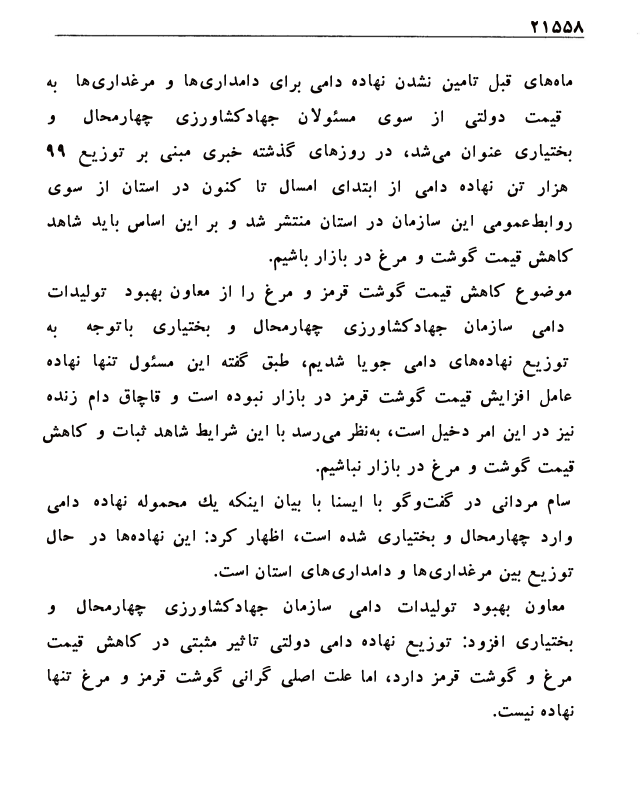 ۲۱۵۵۸
ماه‌های قبل تامین نشدن نهاده دامی برای دامداری‌ها و مرغداری‌ها به
قیمت دولتی از سوی مسئولان جهادکشاورزی چهارمحال و
بختیاری عنوان می‌شد، در روزهای گذشته خبری مبنی بر توزیع ۹۹
هزار تن نهاده دامی از ابتدای امسال تا کنون در استان از سوی
روابط‌عمومی این سازمان در استان منتشر شد و بر این اساس باید شاهد
کاهش قیمت گوشت و مرغ در بازار باشیم.
موضوع کاهش قیمت گوشت قرمز و مرغ را از معاون بهبود تولیدات
دامی سازمان جهادکشاورزی چهارمحال و بختیاری باتوجه به
توزیع نهاده‌های دامی جویا شدیم، طبق گفته این مسئول تنها نهاده
عامل افزایش قیمت گوشت قرمز در بازار نبوده است و قاچاق دام زنده
نیز در این امر دخیل است، به‌نظر می‌رسد با این شرایط شاهد ثبات و کاهش
قیمت گوشت و مرغ در بازار نباشیم.
سام مردانی در گفت‌وگو با ایسنا با بیان اینکه یك محموله نهاده دامی
وارد چهارمحال و بختیاری شده است، اظهار کرد: این نهاده‌ها در حال
توزیع بین مرغداری‌ها و دامداری‌های استان است.
معاون بهبود تولیدات دامی سازمان جهادکشاورزی چهارمحال و
بختیاری افزود: توزیع نهاده دامی دولتی تاثیر مثبتی در کاهش قیمت
مرغ و گوشت قرمز دارد، اما علت اصلی گرانی گوشت قرمز و مرغ تنها
نهاده نیست.